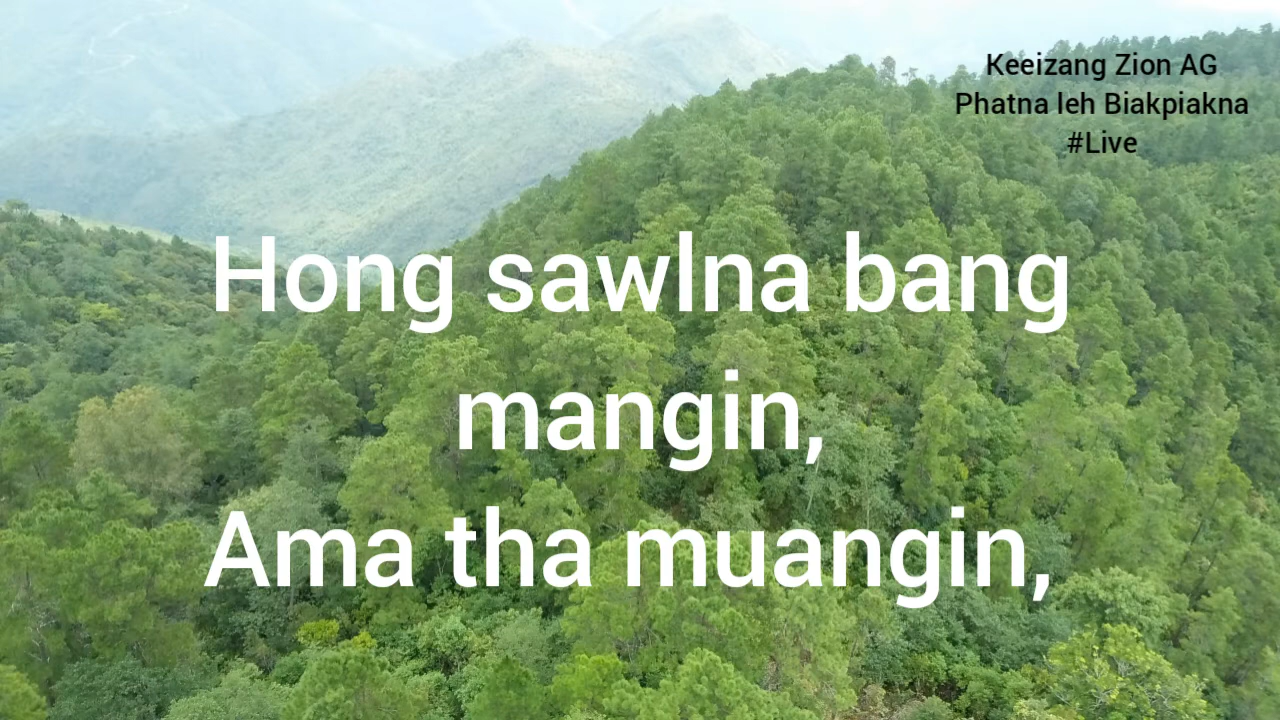 Keeizang Zion AG
Phatna leh Biakpiakna
#Live
Hong sawlna bang
mangin,
Ama tha muangin,